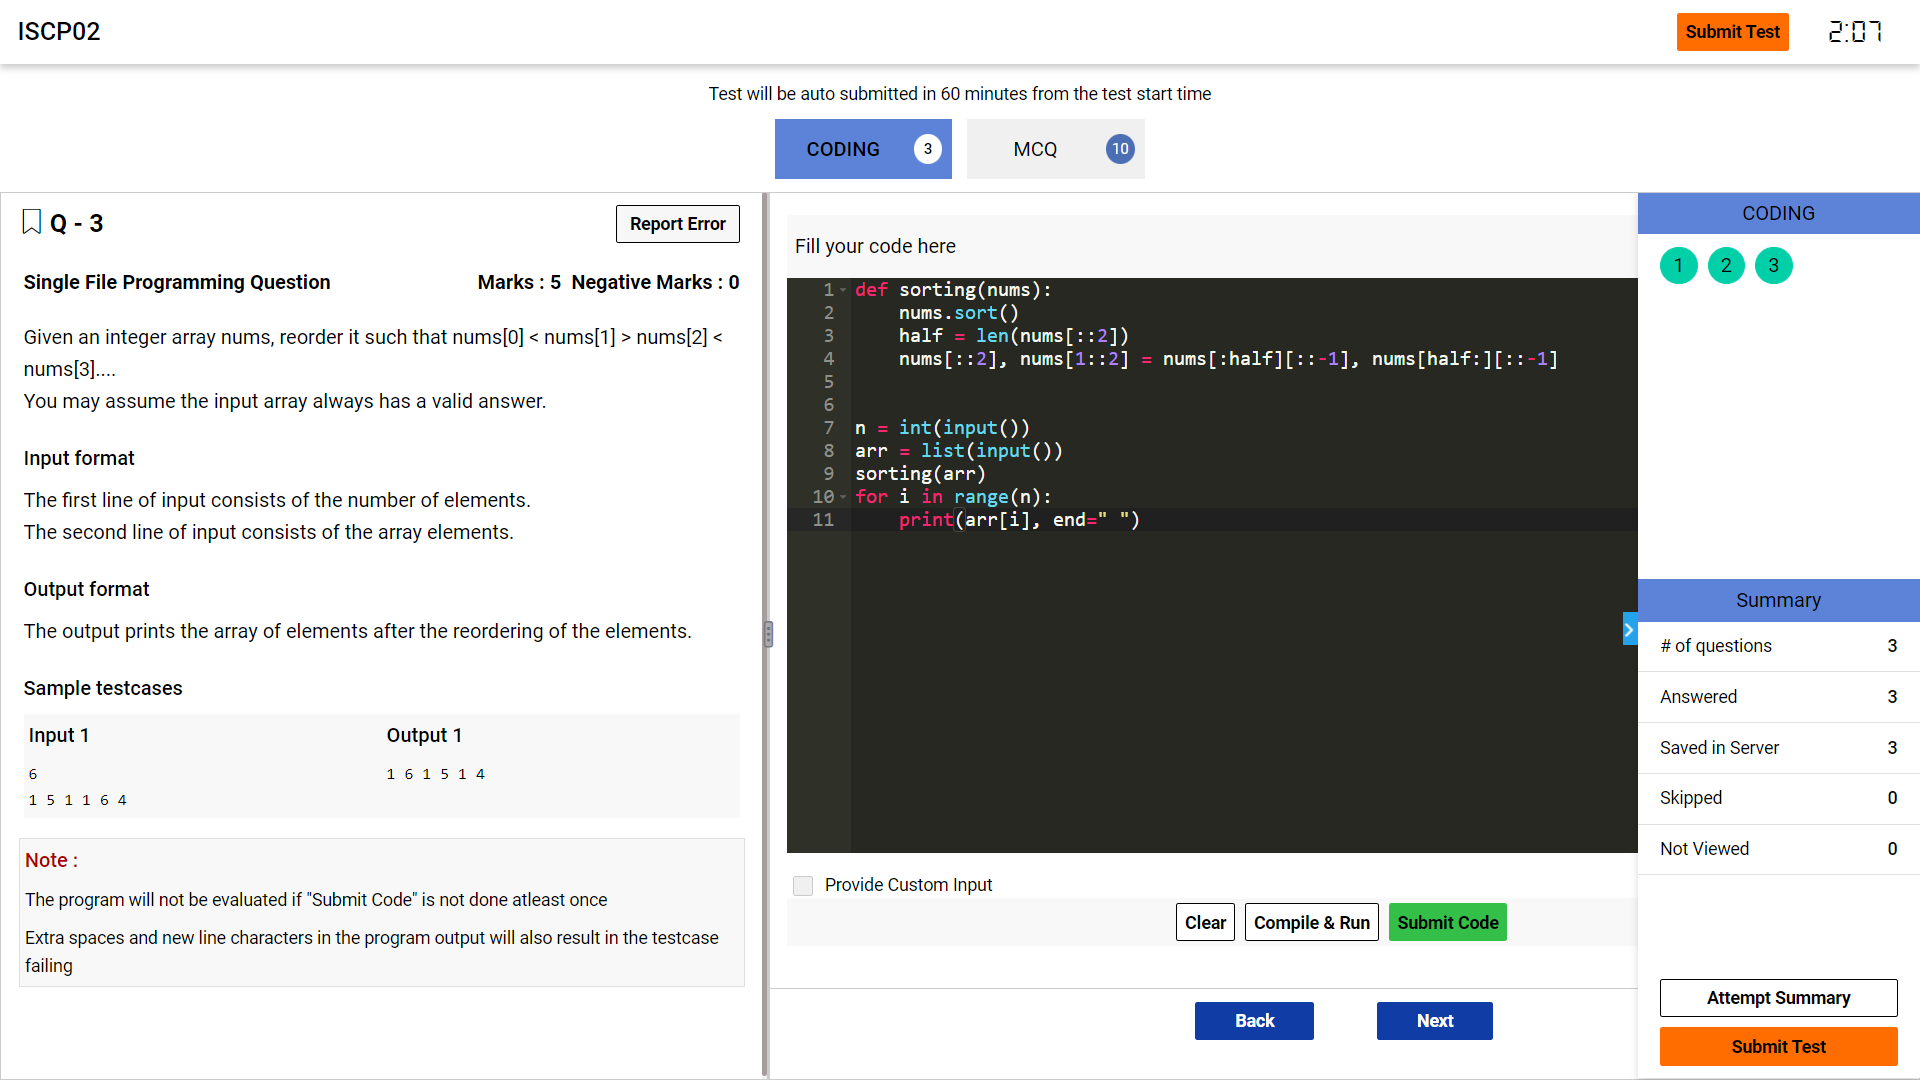 ISCP02
Submit Test
2:07
Test will be auto submitted in 60 minutes from the test start time
CODING 3
MCQ 10
Q - 3
Report Error
Single File Programming Question
Marks : 5 Negative Marks : 0
Given an integer array nums, reorder it such that nums[0] < nums[1] > nums[2] <
nums[3]....
You may assume the input array always has a valid answer.
Input format
The first line of input consists of the number of elements.
The second line of input consists of the array elements.
Output format
The output prints the array of elements after the reordering of the elements.
Sample testcases
Input 1
Output 1
6
1 5 1 1 6 4
1 6 1 5 1 4
Note :
The program will not be evaluated if "Submit Code" is not done atleast once
Extra spaces and new line characters in the program output will also result in the testcase
failing
Fill your code here
1 def sorting(nums):
2     nums.sort()
3     half = len(nums[::2])
4     nums[::2], nums[1::2] = nums[:half][::-1], nums[half:][::-1]
5
6
7 n = int(input())
8 arr = list(input())
9 sorting(arr)
10 for i in range(n):
11     print(arr[i], end=" ")
Provide Custom Input
Clear
Compile & Run
Submit Code
Back
Next
CODING
1 2 3
Summary
# of questions 3
Answered 3
Saved in Server 3
Skipped 0
Not Viewed 0
Attempt Summary
Submit Test